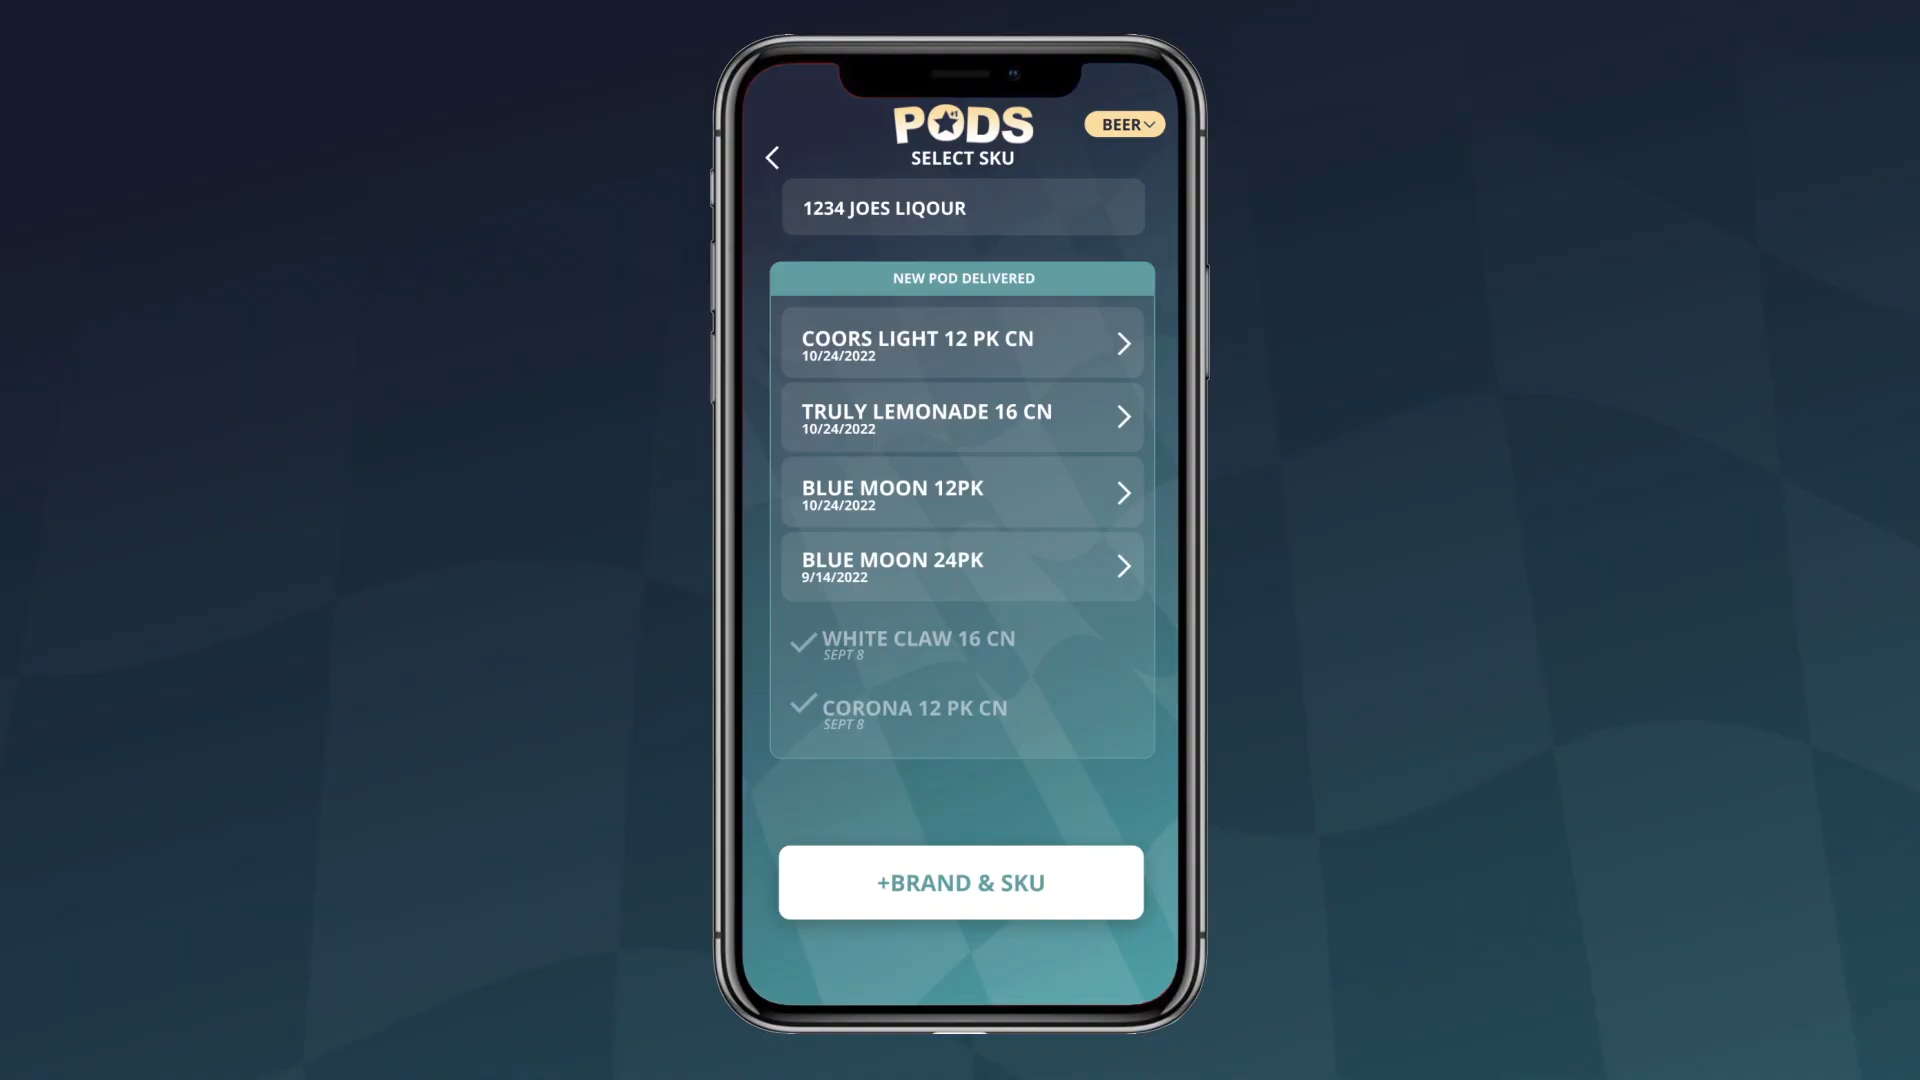 PODS
BEER
SELECT SKU
1234 JOES LIQOUR
NEW POD DELIVERED
COORS LIGHT 12 PK CN
10/24/2022
TRULY LEMONADE 16 CN
10/24/2022
BLUE MOON 12PK
10/24/2022
BLUE MOON 24PK
9/14/2022
WHITE CLAW 16 CN
SEPT 8
CORONA 12 PK CN
SEPT 8
+BRAND & SKU